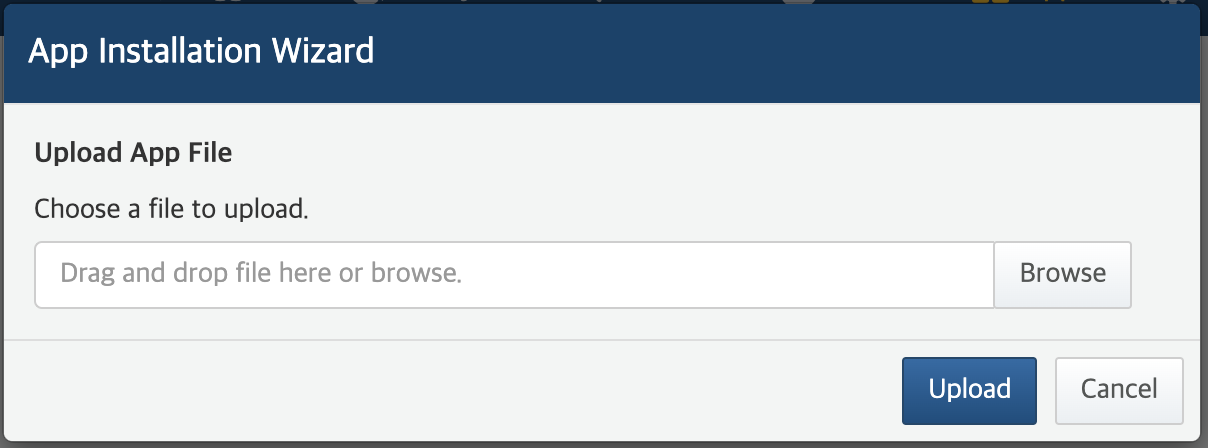 App Installation Wizard
Upload App File
Choose a file to upload.
Drag and drop file here or browse.
Browse
Upload
Cancel